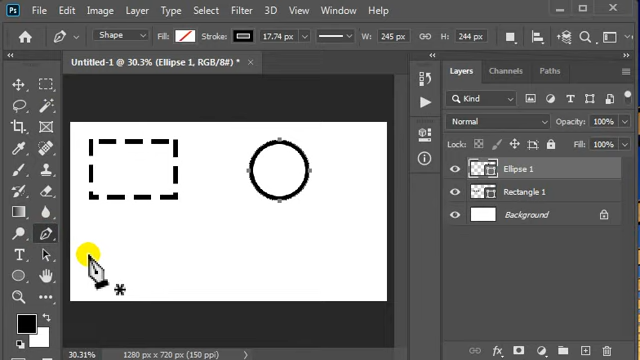 Ps File Edit Image Layer Type Select Filter 3D View Window Help
Shape Fill: Stroke: 17.74 px W: 245 px H: 244 px
Untitled-1 @ 30.3% (Ellipse 1, RGB/8#) * ×
Layers Channels Paths
Kind
Normal Opacity: 100%
Lock: Fill: 100%
Ellipse 1
Rectangle 1
Background
30.31% 1280 px x 720 px (150 ppi)